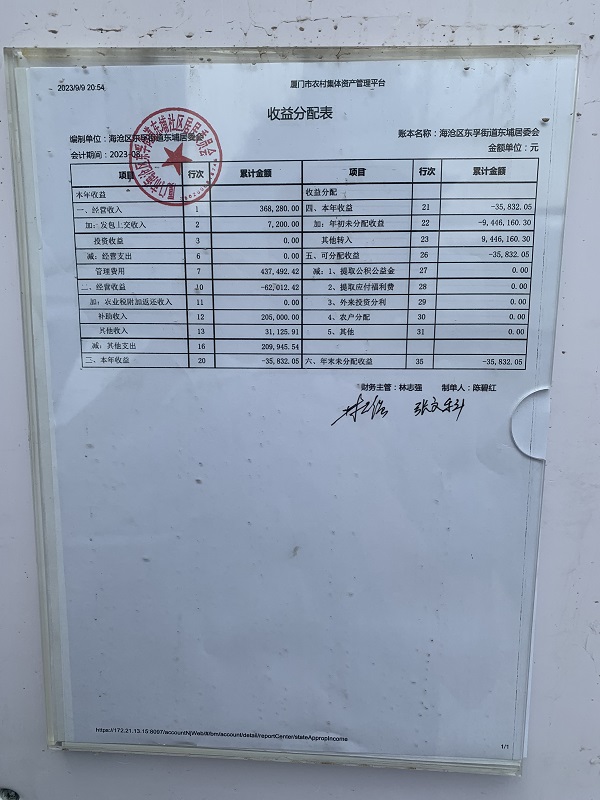 2023/9/9 20:54 厦门市农村集体资产管理平台
收益分配表
编制单位：海沧区东孚街道东埔居委会 账本名称：海沧区东孚街道东埔居委会
会计期间：2023-08 金额单位：元
项目 行次 累计金额 项目 行次 累计金额
本年收益 收益分配
一、经营收入 1 368,280.00 四、本年收益 21 -35,832.05
加：发包上交收入 2 7,200.00 加：年初未分配收益 22 -9,446,160.30
投资收益 3 0.00 其他转入 23 9,446,160.30
减：经营支出 6 0.00 五、可分配收益 26 -35,832.05
管理费用 7 437,492.42 减：1、提取公积公益金 27 0.00
二、经营收益 10 -62,012.42 2、提取应付福利费 28 0.00
加：农业税附加返还收入 11 0.00 3、外来投资分利 29 0.00
补助收入 12 205,000.00 4、农户分配 30 0.00
其他收入 13 31,125.91 5、其他 31 0.00
减：其他支出 16 209,945.54
三、本年收益 20 -35,832.05 六、年末未分配收益 35 -35,832.05
财务主管：林志强 制单人：陈碧红
https://172.21.13.15:8097/accountNjWeb/#/bm/account/detail/reportCenter/stateAppropIncome
1/1